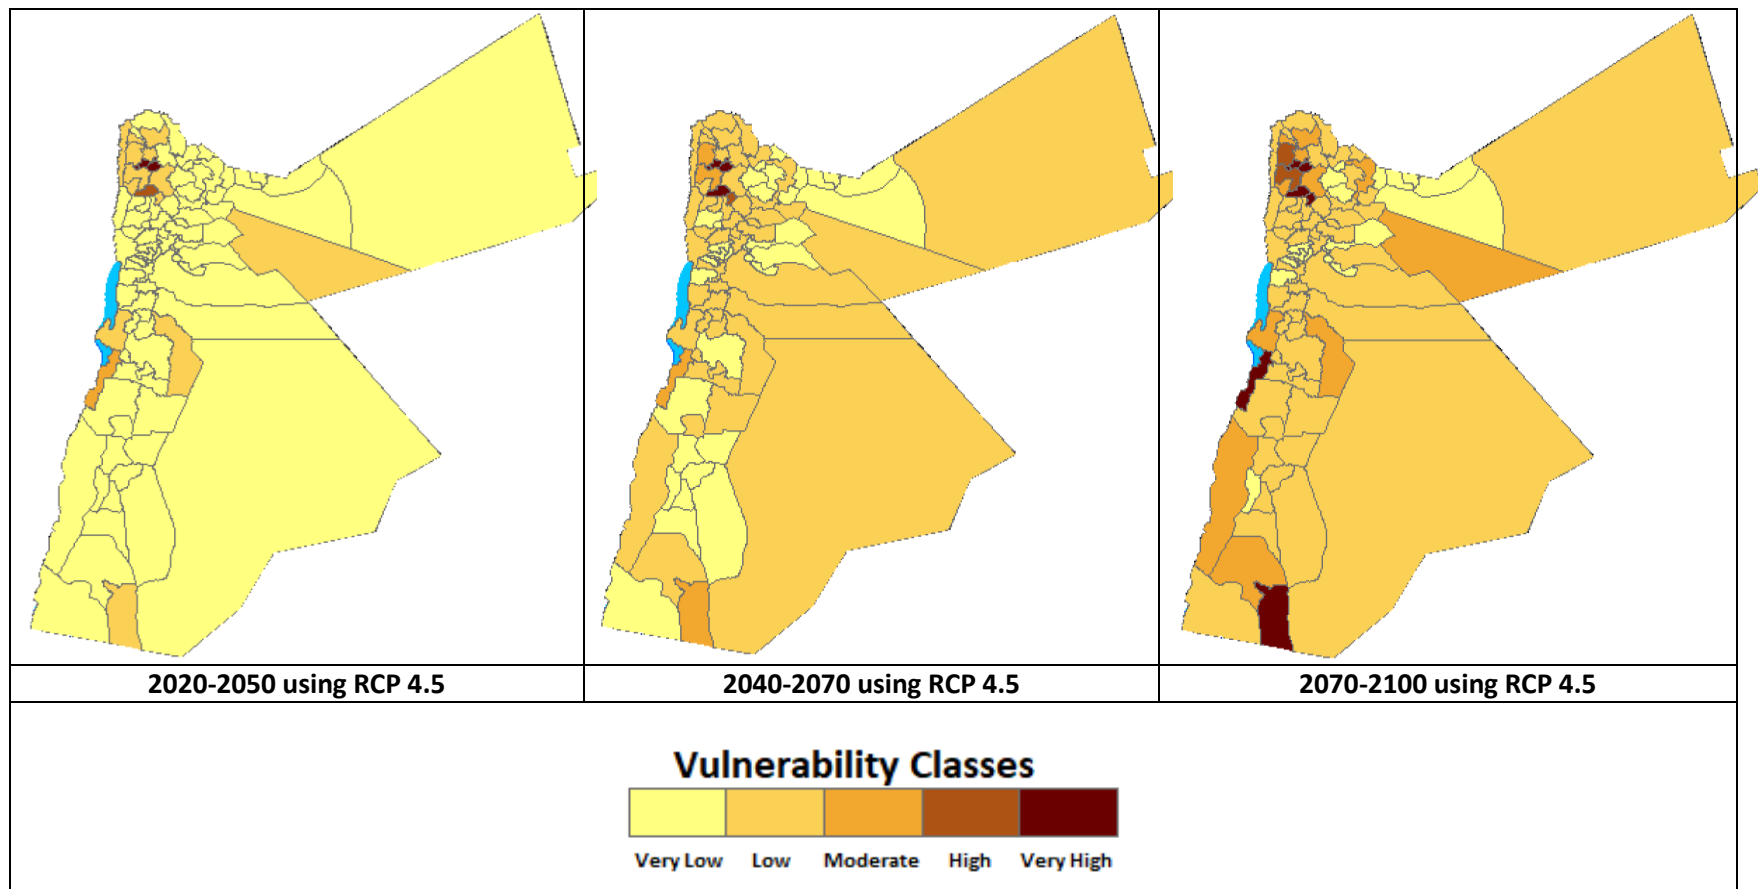 2020-2050 using RCP 4.5
2040-2070 using RCP 4.5
2070-2100 using RCP 4.5
Vulnerability Classes
Very Low Low Moderate High Very High